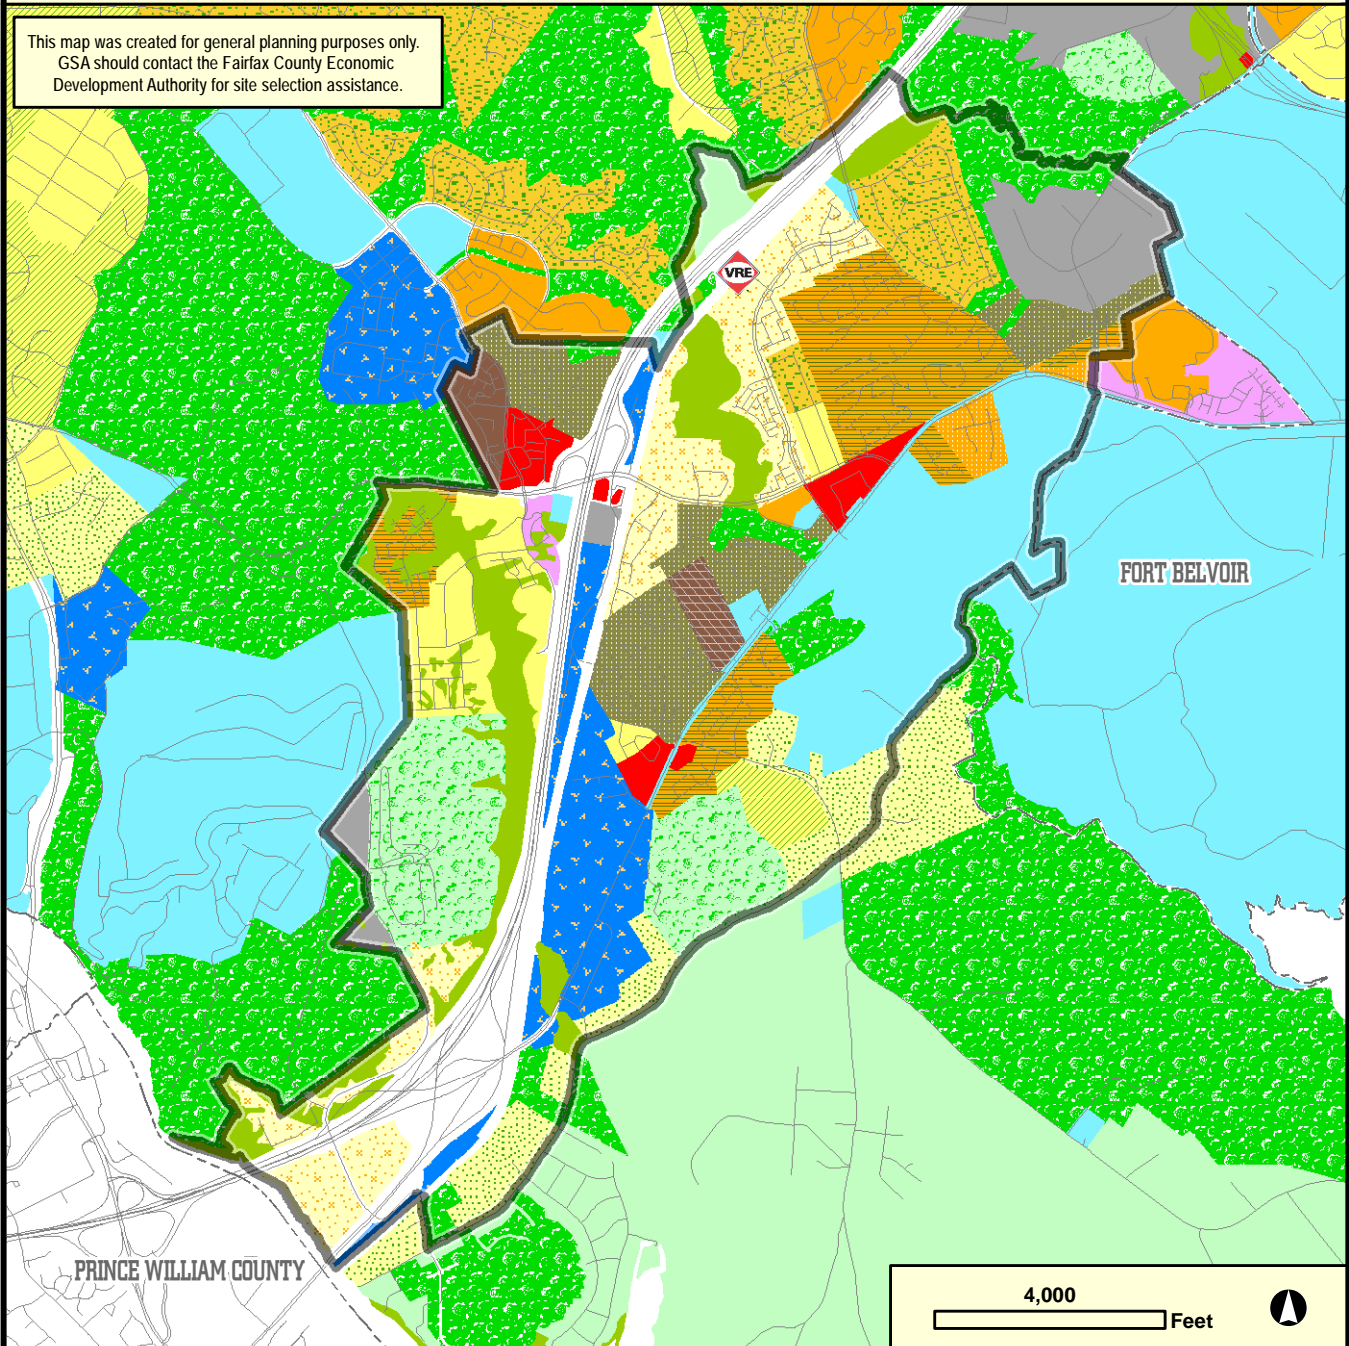 This map was created for general planning purposes only.
GSA should contact the Fairfax County Economic
Development Authority for site selection assistance.
VRE
FORT BELVOIR
PRINCE WILLIAM COUNTY
4,000
Feet